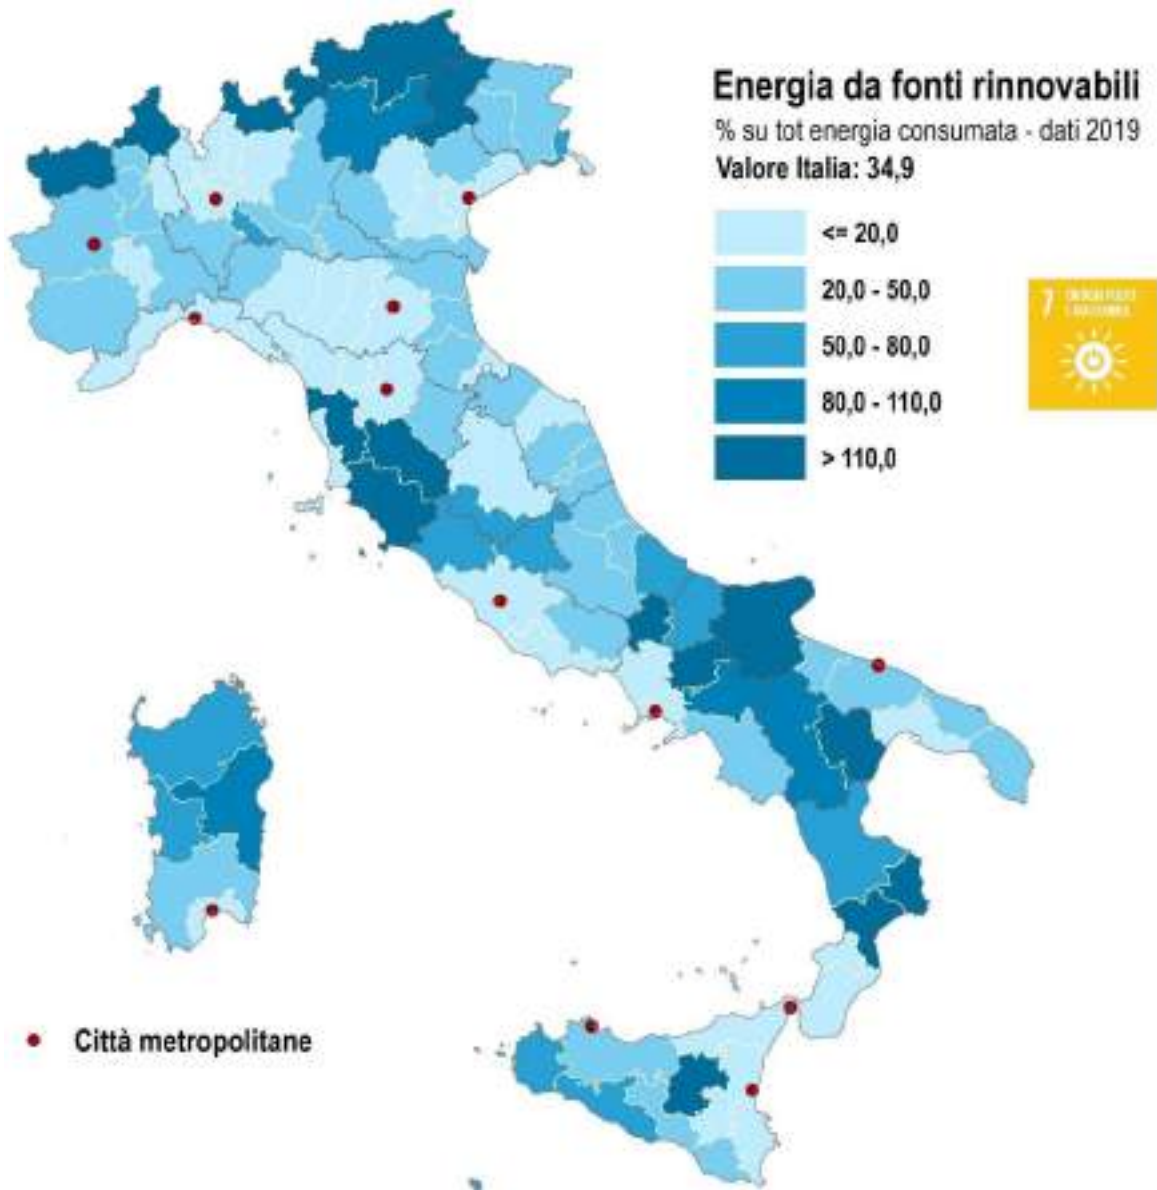 Energia da fonti rinnovabili
% su tot energia consumata - dati 2019
Valore Italia: 34,9
<= 20,0
20,0 - 50,0
50,0 - 80,0
80,0 - 110,0
> 110,0
7
Città metropolitane